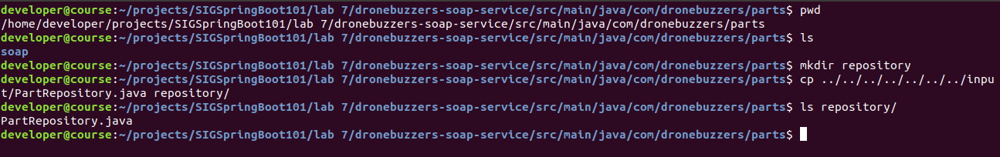 developer@course:~/projects/SIGSpringBoot101/lab 7/dronebuzzers-soap-service/src/main/java/com/dronebuzzers/parts$ pwd
/home/developer/projects/SIGSpringBoot101/lab 7/dronebuzzers-soap-service/src/main/java/com/dronebuzzers/parts
developer@course:~/projects/SIGSpringBoot101/lab 7/dronebuzzers-soap-service/src/main/java/com/dronebuzzers/parts$ ls
soap
developer@course:~/projects/SIGSpringBoot101/lab 7/dronebuzzers-soap-service/src/main/java/com/dronebuzzers/parts$ mkdir repository
developer@course:~/projects/SIGSpringBoot101/lab 7/dronebuzzers-soap-service/src/main/java/com/dronebuzzers/parts$ cp ../../../../../../../inpu
t/PartRepository.java repository/
developer@course:~/projects/SIGSpringBoot101/lab 7/dronebuzzers-soap-service/src/main/java/com/dronebuzzers/parts$ ls repository/
PartRepository.java
developer@course:~/projects/SIGSpringBoot101/lab 7/dronebuzzers-soap-service/src/main/java/com/dronebuzzers/parts$